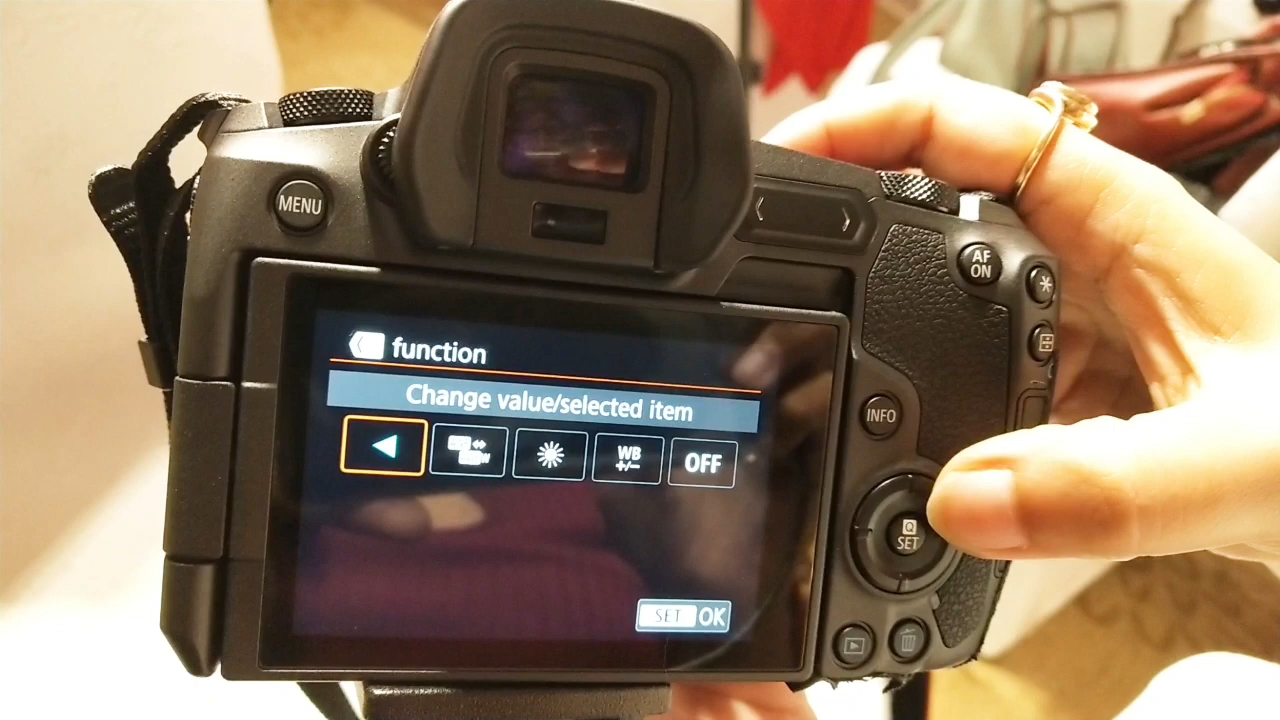 MENU
AF
ON
function
Change value/selected item
WB
+/−
OFF
INFO
Q
SET
SET OK